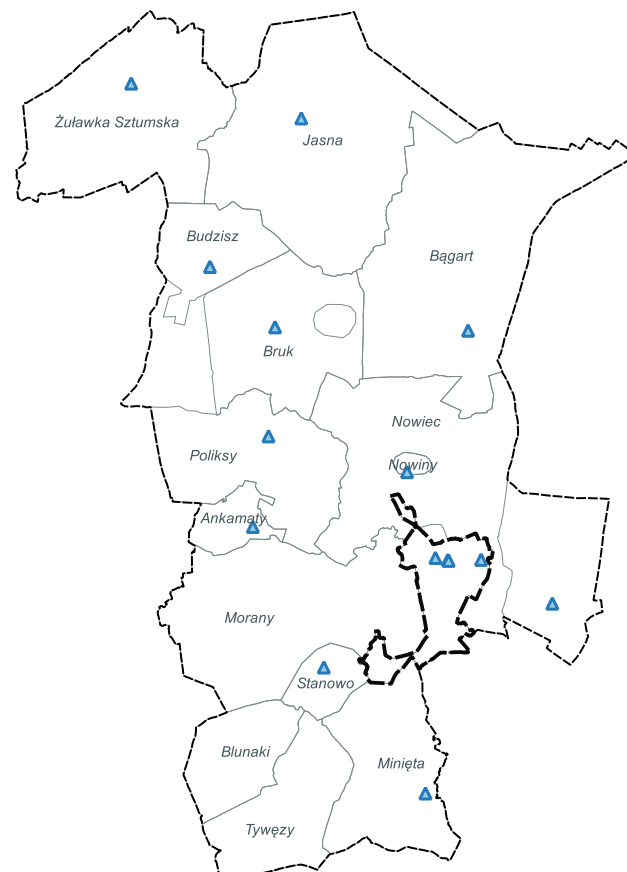 Żuławka Sztumska
Jasna
Budzisz
Bągart
Bruk
Nowiec
Poliksy
Nowiny
Ankamaty
Morany
Stanowo
Blunaki
Minięta
Tywęzy